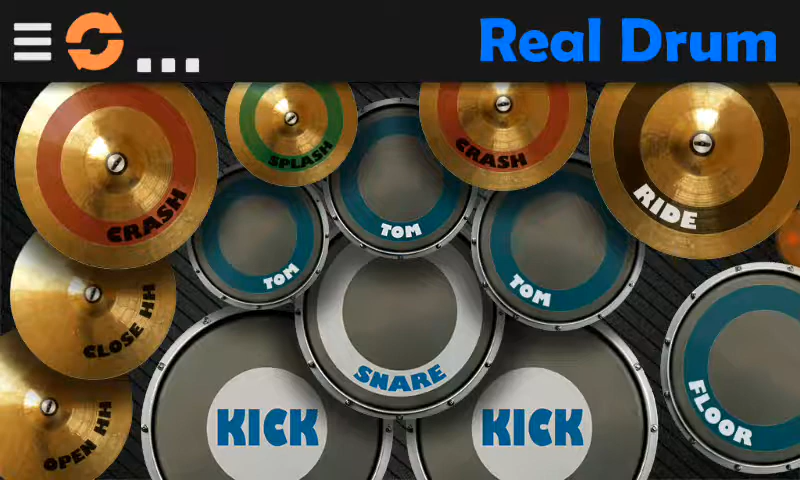 Real Drum
CRASH
SPLASH
CRASH
RIDE
TOM
TOM
TOM
CLOSE HH
SNARE
OPEN HH
KICK
KICK
FLOOR